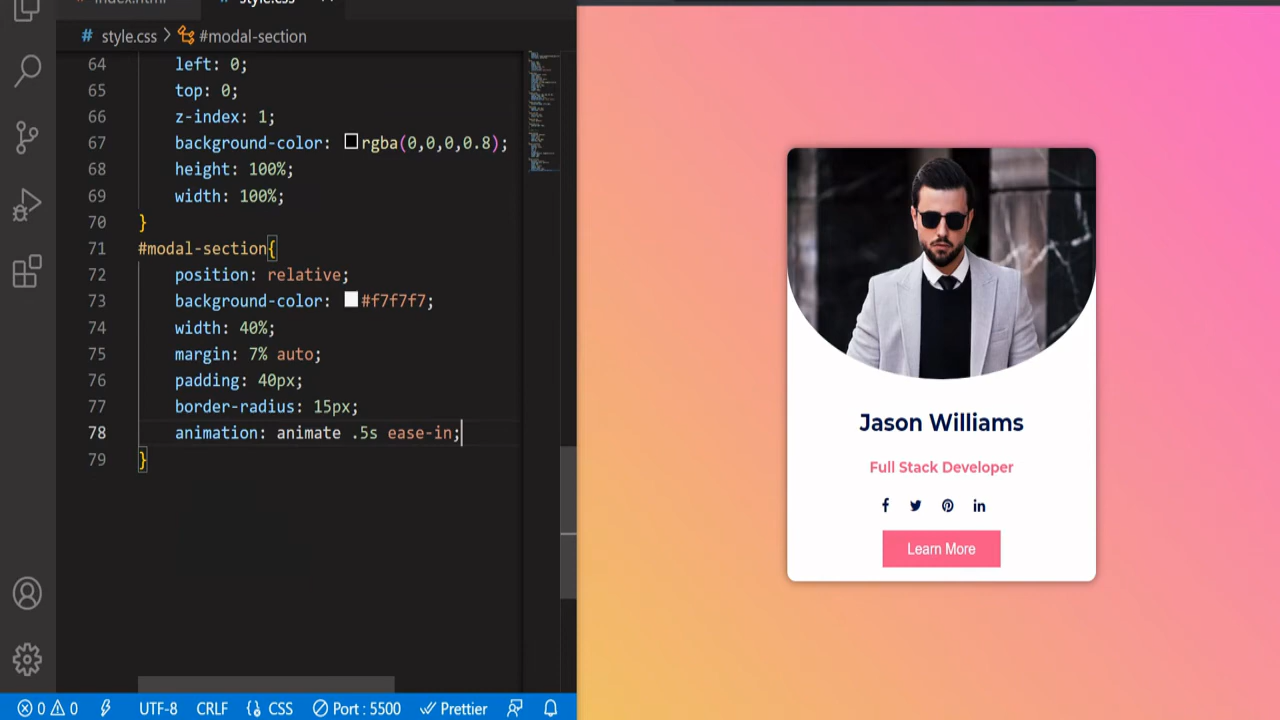 index.html
style.css
# style.css > #modal-section
64 left: 0;
65 top: 0;
66 z-index: 1;
67 background-color: rgba(0,0,0,0.8);
68 height: 100%;
69 width: 100%;
70 }
71 #modal-section{
72 position: relative;
73 background-color: #f7f7f7;
74 width: 40%;
75 margin: 7% auto;
76 padding: 40px;
77 border-radius: 15px;
78 animation: animate .5s ease-in;
79 }
0 0 UTF-8 CRLF {} CSS Port : 5500 Prettier
Jason Williams
Full Stack Developer
Learn More